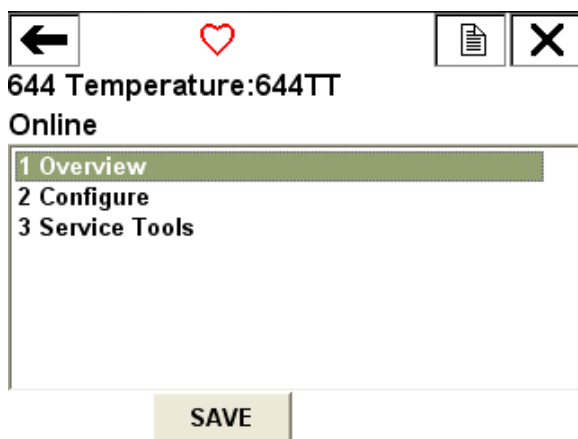 644 Temperature:644TT
Online
1 Overview
2 Configure
3 Service Tools
SAVE